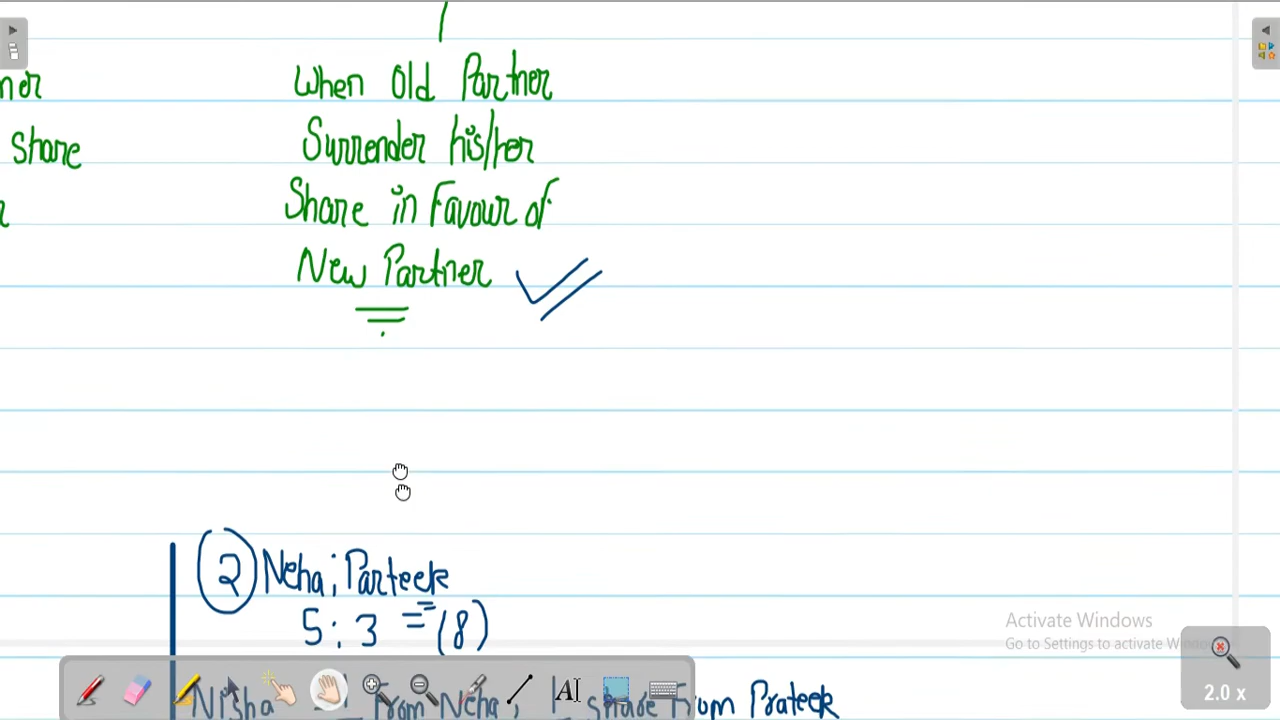 ner
share
When Old Partner
Surrender his/her
Share in Favour of
New Partner
2 Neha; Parteek
5:3 = (8)
Nisha From Neha, share From Prateek
Activate Windows
Go to Settings to activate Windows
2.0 x